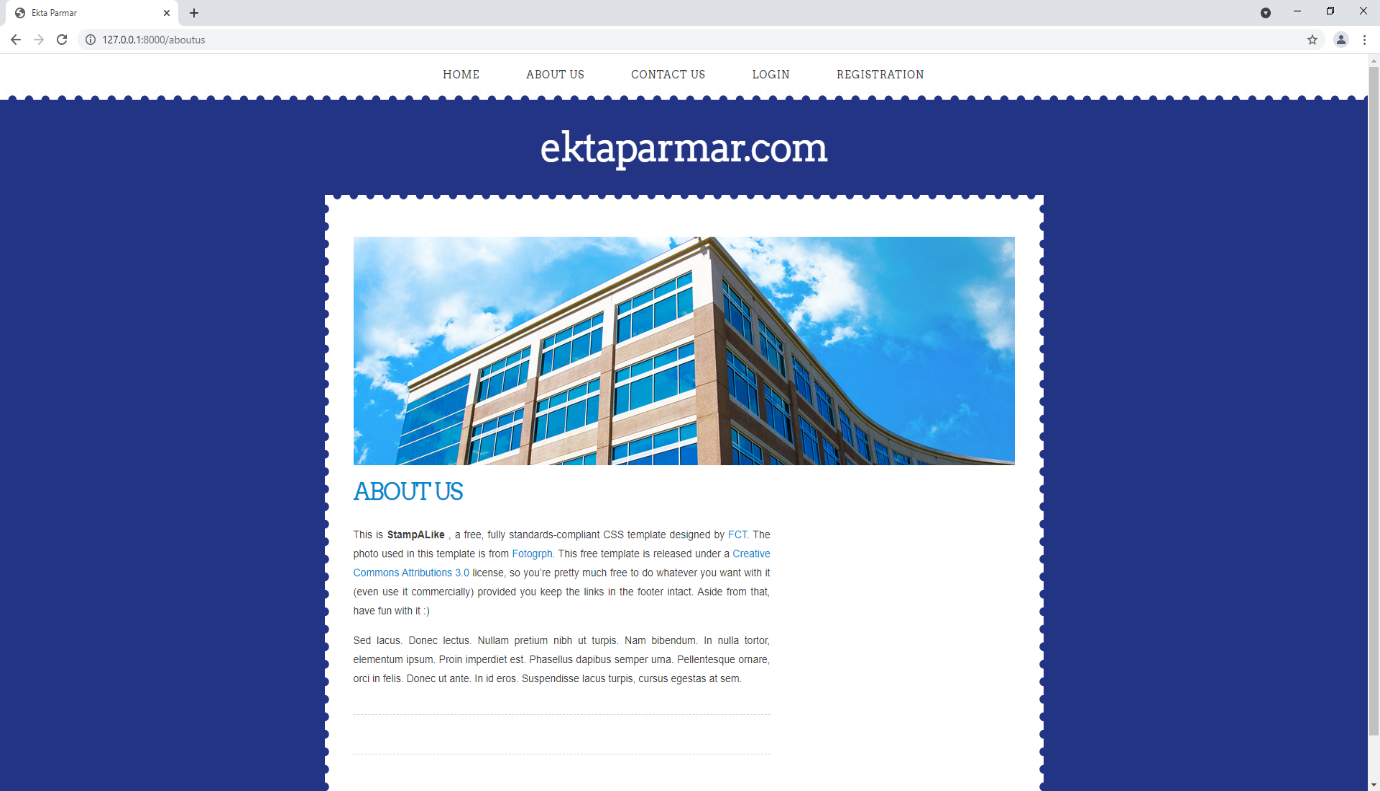 Ekta Parmar
127.0.0.1:8000/aboutus
HOME ABOUT US CONTACT US LOGIN REGISTRATION
ektaparmar.com
ABOUT US
This is StampALike , a free, fully standards-compliant CSS template designed by FCT. The
photo used in this template is from Fotogrph. This free template is released under a Creative
Commons Attributions 3.0 license, so you're pretty much free to do whatever you want with it
(even use it commercially) provided you keep the links in the footer intact. Aside from that,
have fun with it :)
Sed lacus. Donec lectus. Nullam pretium nibh ut turpis. Nam bibendum. In nulla tortor,
elementum ipsum. Proin imperdiet est. Phasellus dapibus semper urna. Pellentesque ornare,
orci in felis. Donec ut ante. In id eros. Suspendisse lacus turpis, cursus egestas at sem.